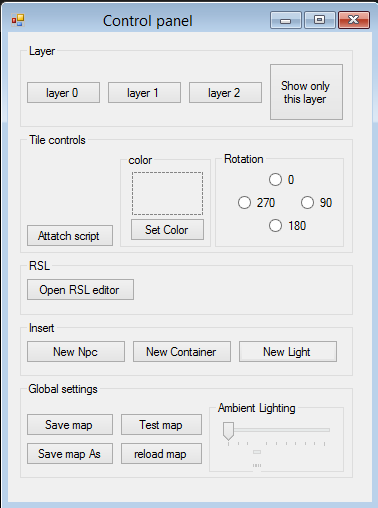 Control panel
Layer
layer 0
layer 1
layer 2
Show only
this layer
Tile controls
color
Rotation
0
270
90
180
Attatch script
Set Color
RSL
Open RSL editor
Insert
New Npc
New Container
New Light
Global settings
Ambient Lighting
Save map
Test map
Save map As
reload map